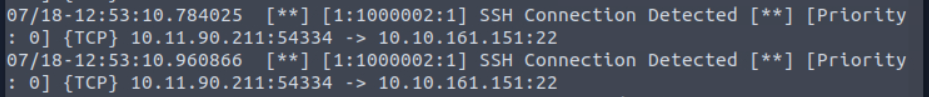 07/18-12:53:10.784025  [**] [1:1000002:1] SSH Connection Detected [**] [Priority
: 0] {TCP} 10.11.90.211:54334 -> 10.10.161.151:22
07/18-12:53:10.960866  [**] [1:1000002:1] SSH Connection Detected [**] [Priority
: 0] {TCP} 10.11.90.211:54334 -> 10.10.161.151:22